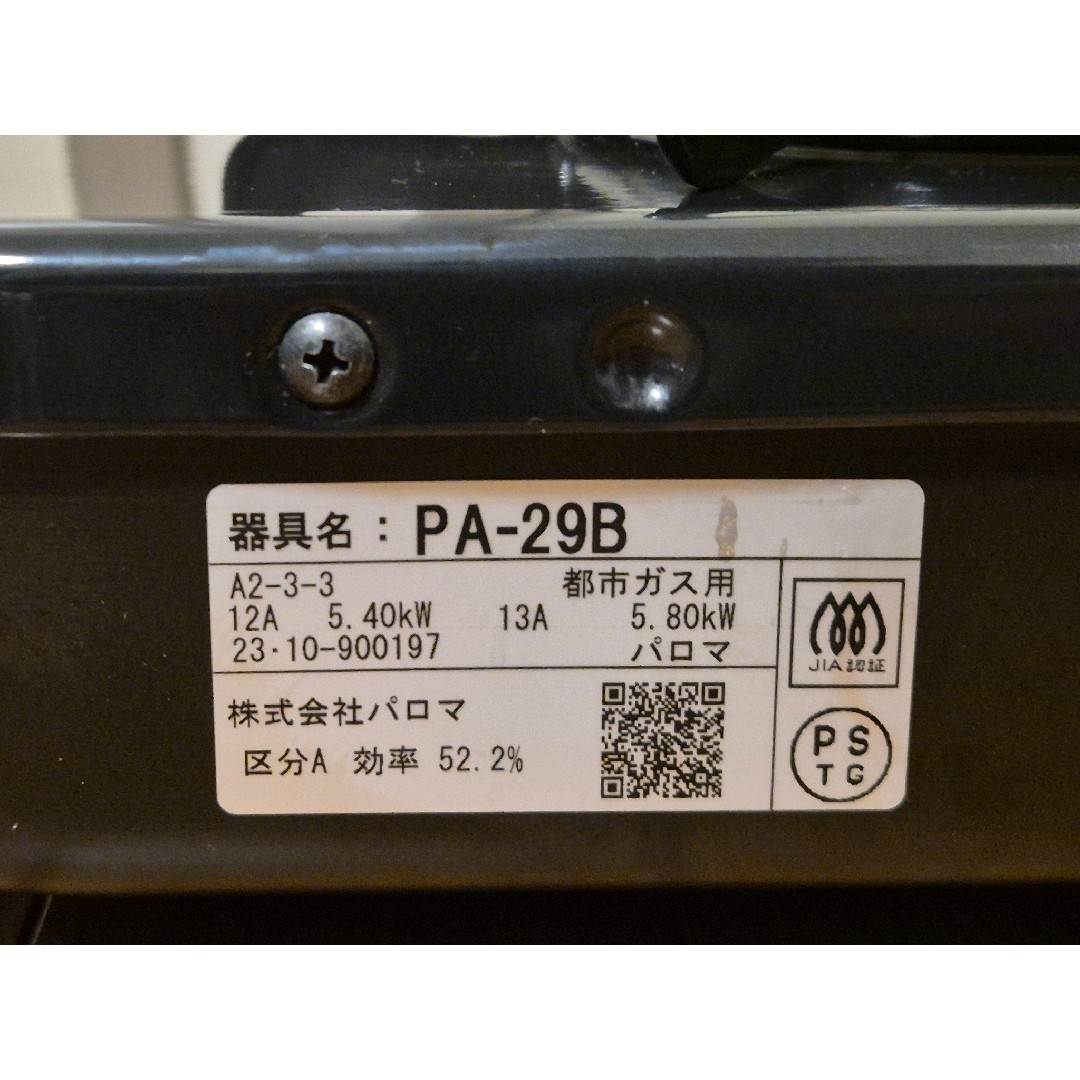 器具名：PA-29B
A2-3-3 都市ガス用
12A 5.40kW 13A 5.80kW
23·10-900197 パロマ
株式会社パロマ
区分A 効率 52.2%
JIA認証
PS
TG